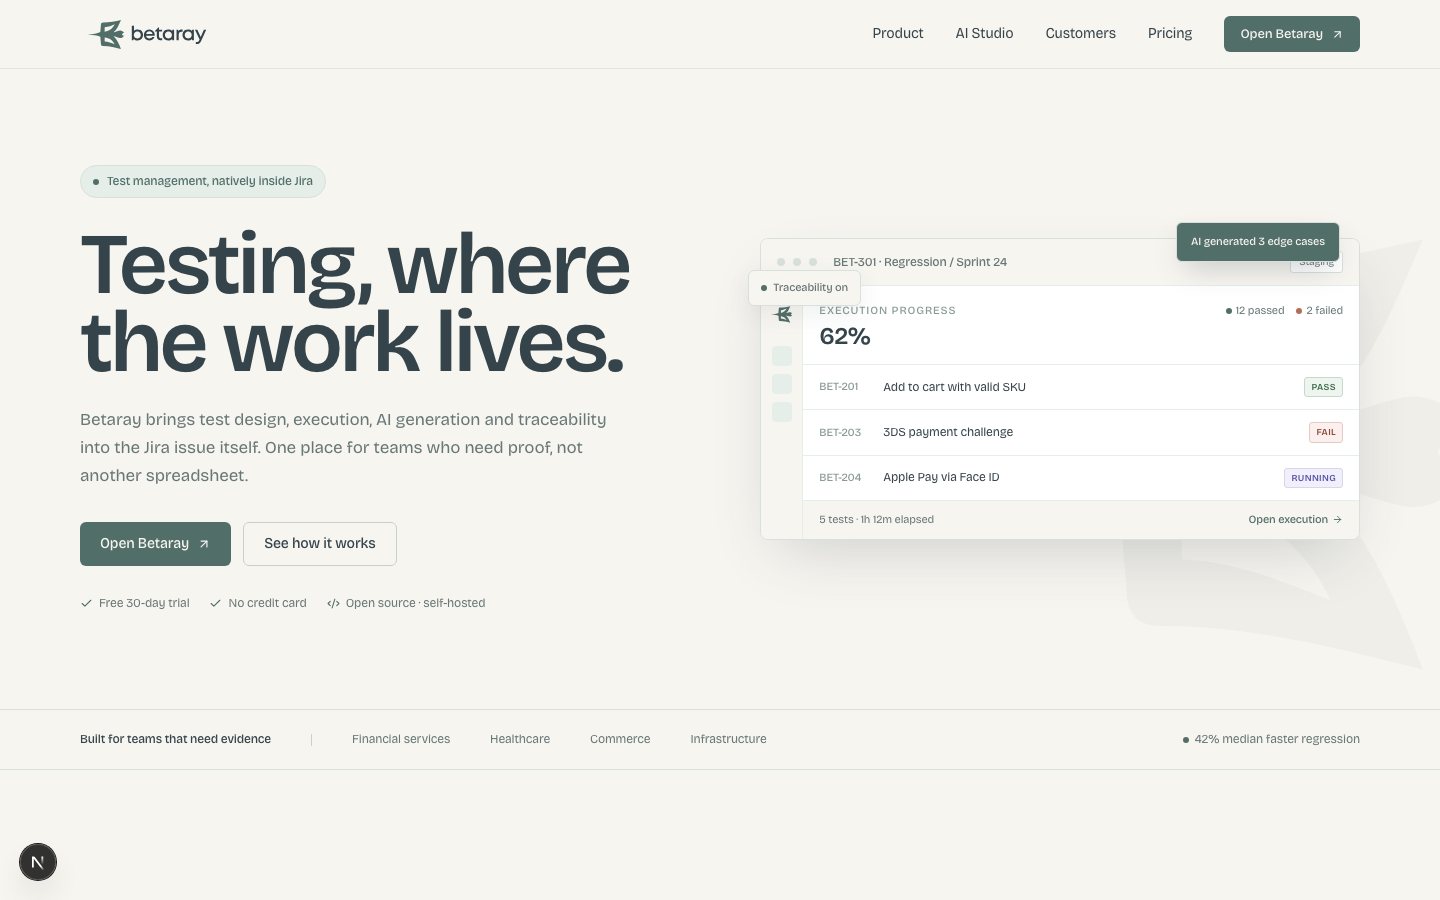 betaray
Product
AI Studio
Customers
Pricing
Open Betaray
Test management, natively inside Jira
Testing, where
the work lives.
Betaray brings test design, execution, AI generation and traceability
into the Jira issue itself. One place for teams who need proof, not
another spreadsheet.
Open Betaray
See how it works
Free 30-day trial
No credit card
Open source · self-hosted
AI generated 3 edge cases
BET-301 · Regression / Sprint 24
Staging
Traceability on
EXECUTION PROGRESS
12 passed
2 failed
62%
BET-201 Add to cart with valid SKU PASS
BET-203 3DS payment challenge FAIL
BET-204 Apple Pay via Face ID RUNNING
5 tests · 1h 12m elapsed
Open execution →
Built for teams that need evidence
Financial services
Healthcare
Commerce
Infrastructure
42% median faster regression
N